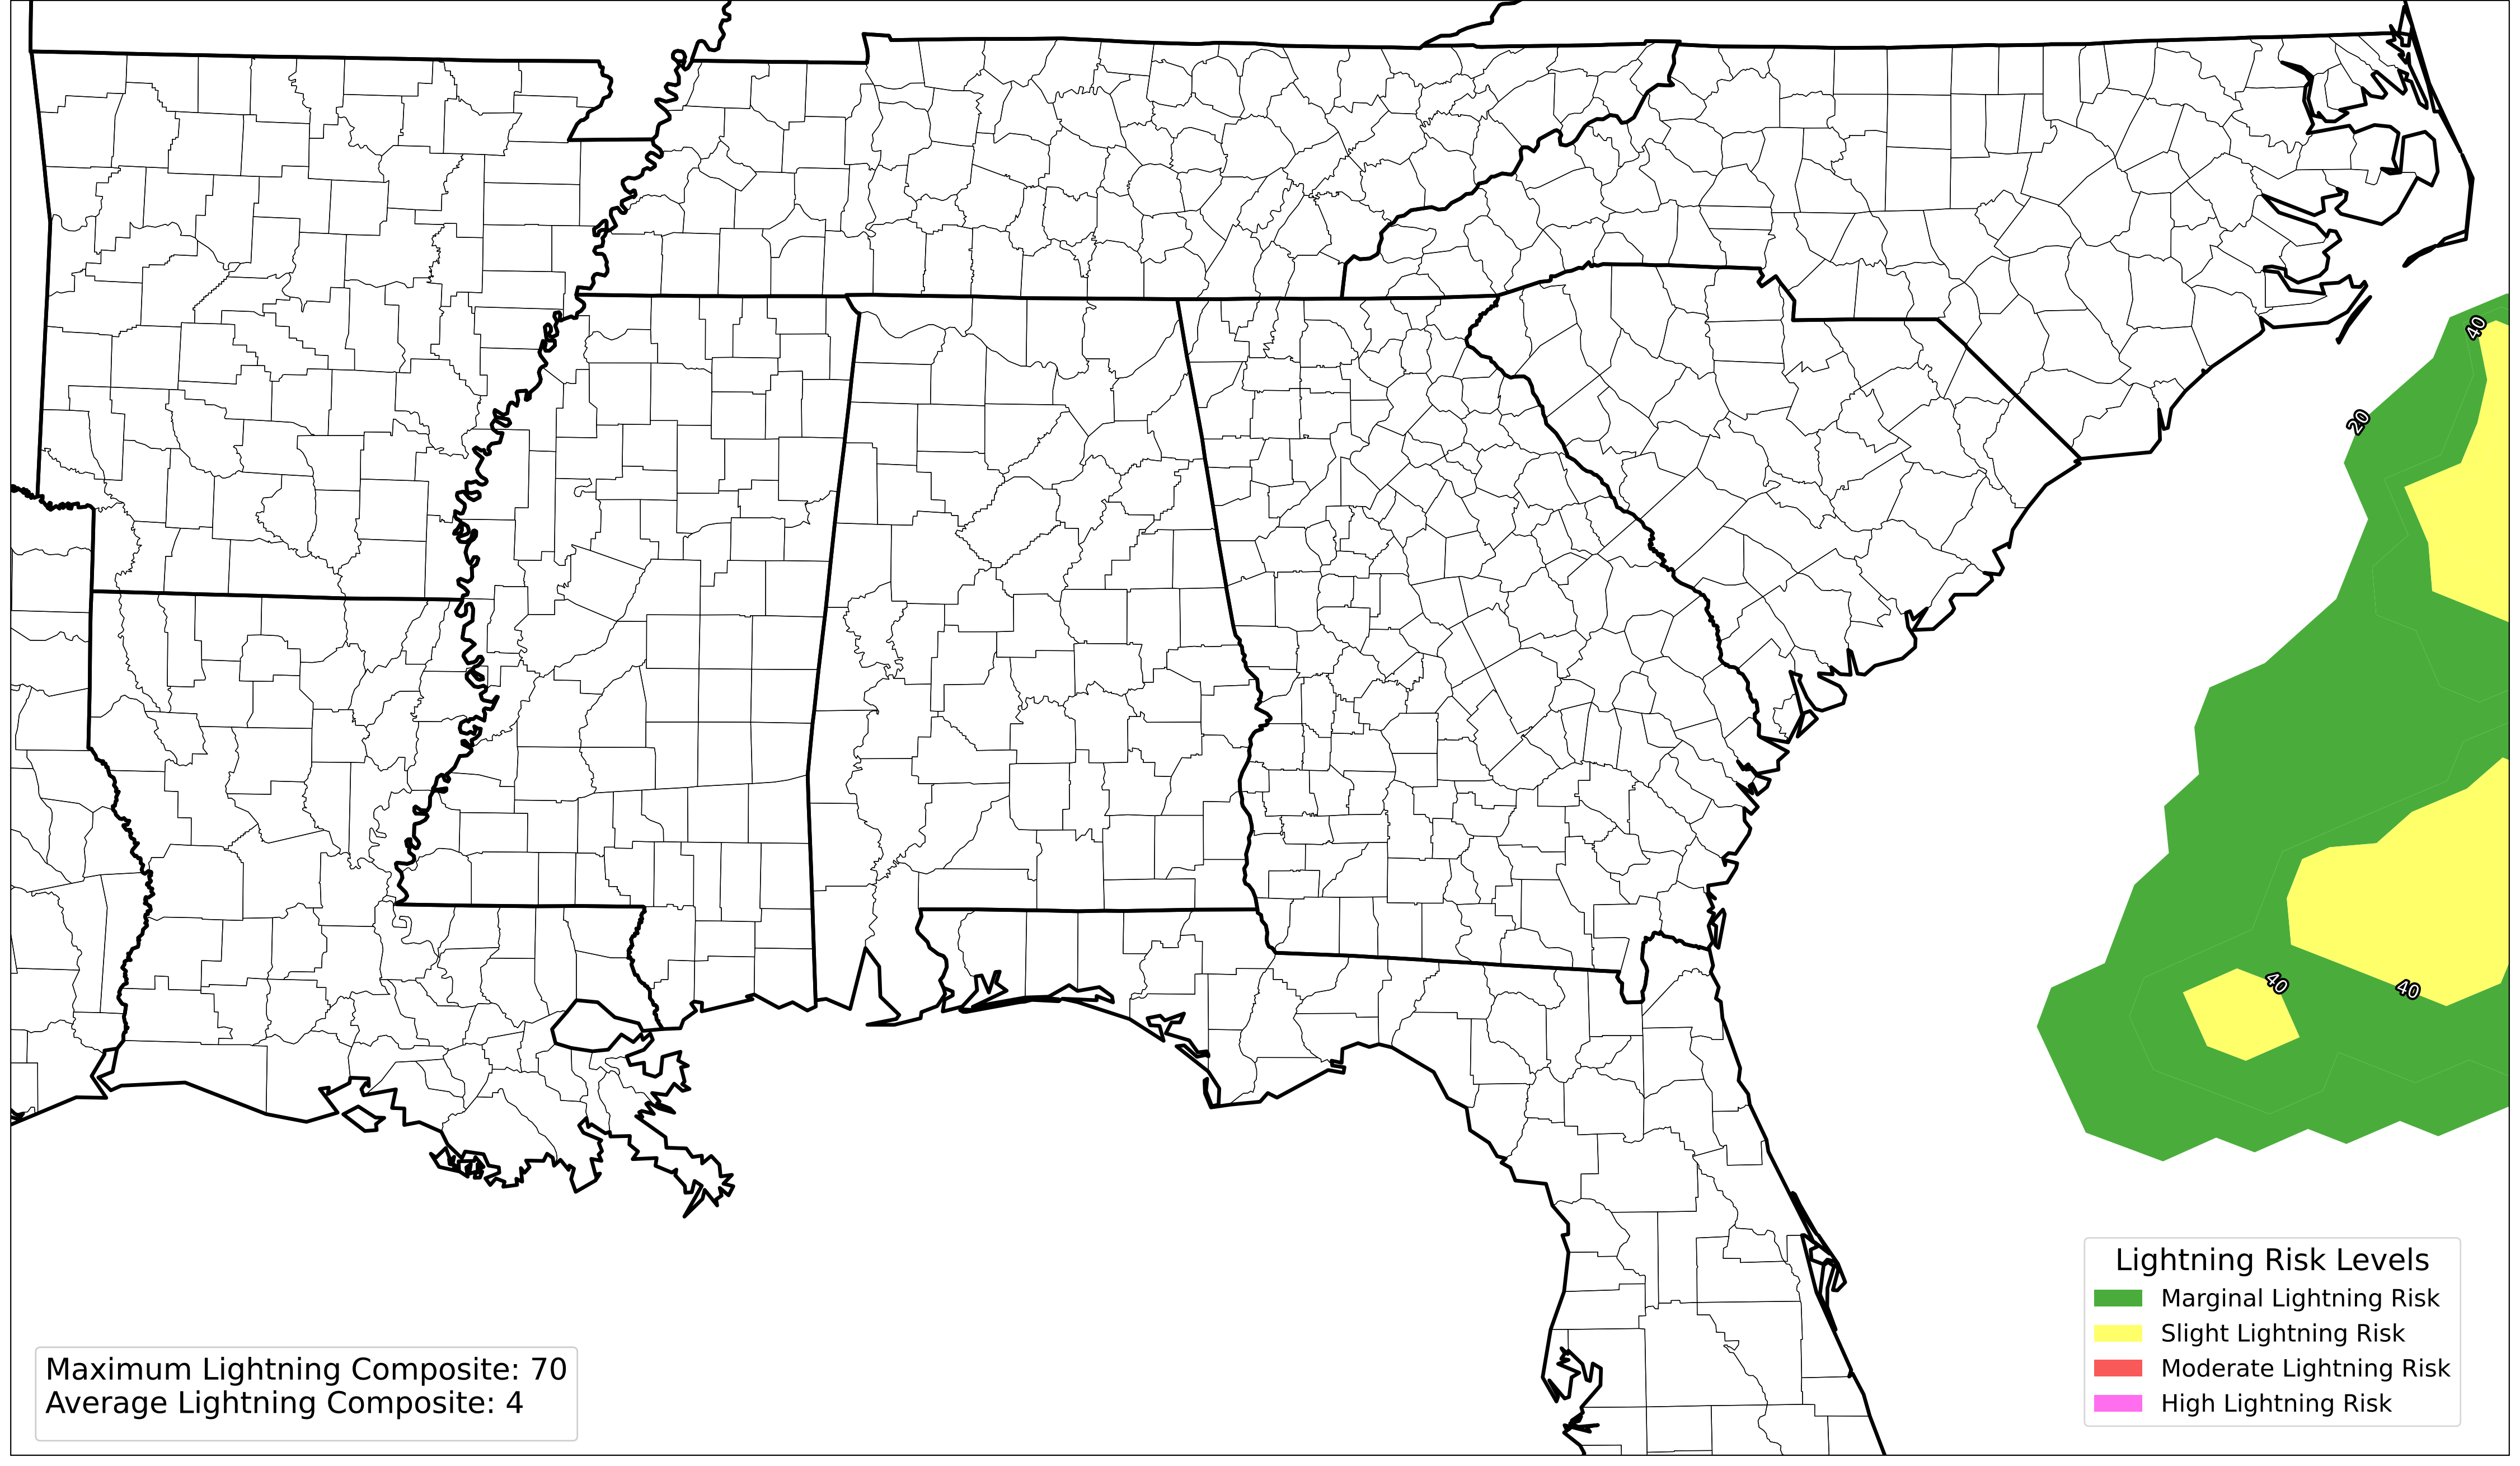 40
20
40
40
Lightning Risk Levels
Marginal Lightning Risk
Slight Lightning Risk
Moderate Lightning Risk
High Lightning Risk
Maximum Lightning Composite: 70
Average Lightning Composite: 4